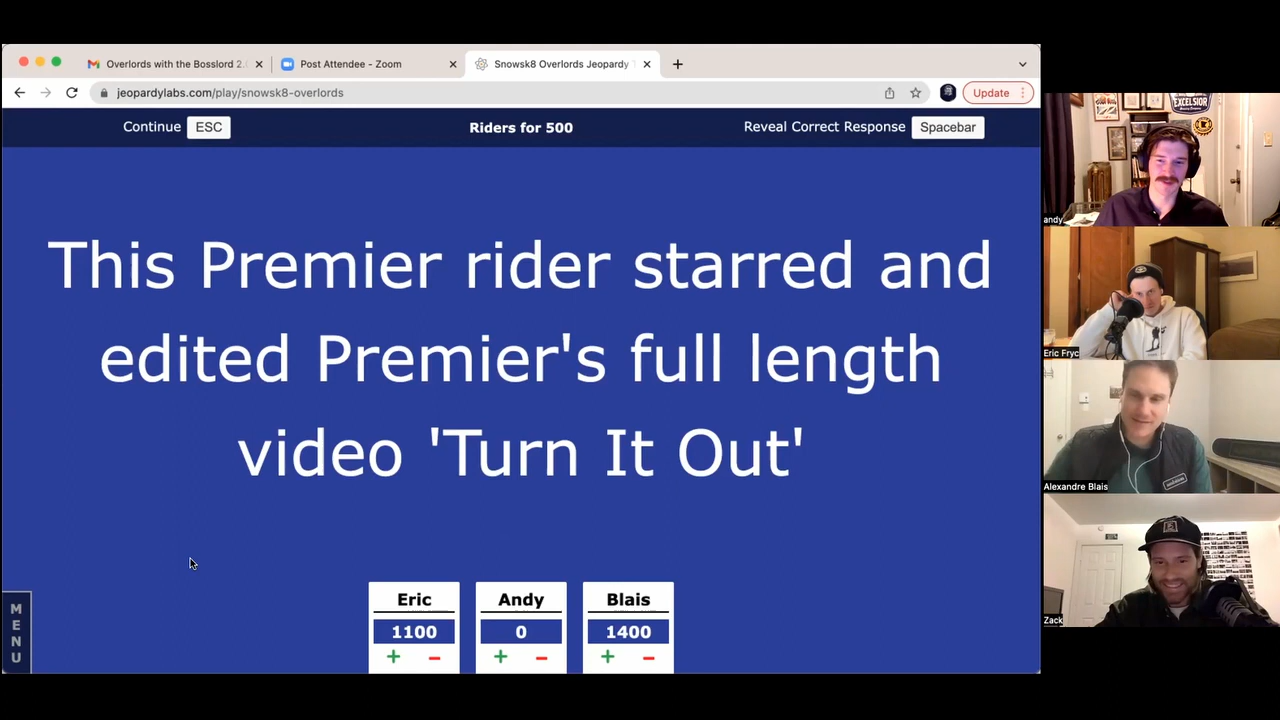 Overlords with the Bosslord 2.
Post Attendee - Zoom
Snowsk8 Overlords Jeopardy
jeopardylabs.com/play/snowsk8-overlords
Update
Continue ESC
Riders for 500
Reveal Correct Response Spacebar
This Premier rider starred and
edited Premier's full length
video 'Turn It Out'
MENU
Eric
1100
+ −
Andy
0
+ −
Blais
1400
+ −
EXCELSIOR
andy
Eric Fryc
Alexandre Blais
Zack